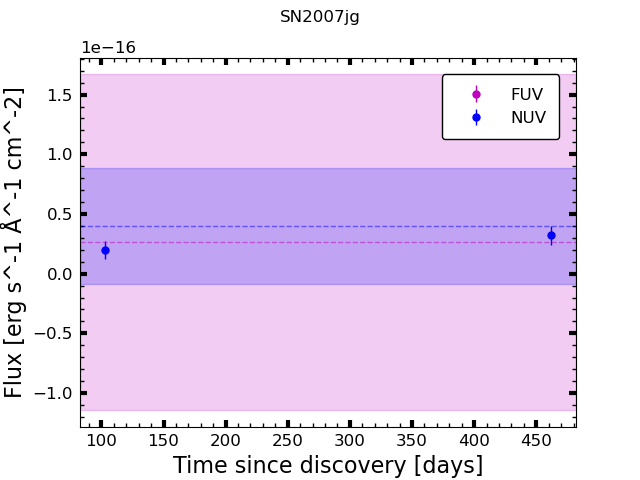 SN2007jg
1e−16
FUV
NUV
1.5
1.0
0.5
0.0
−0.5
−1.0
Flux [erg s^-1 Å^-1 cm^-2]
100 150 200 250 300 350 400 450
Time since discovery [days]